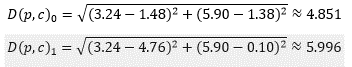 D(p,c)₀ = √(3.24 − 1.48)² + (5.90 − 1.38)² ≈ 4.851
D(p,c)₁ = √(3.24 − 4.76)² + (5.90 − 0.10)² ≈ 5.996